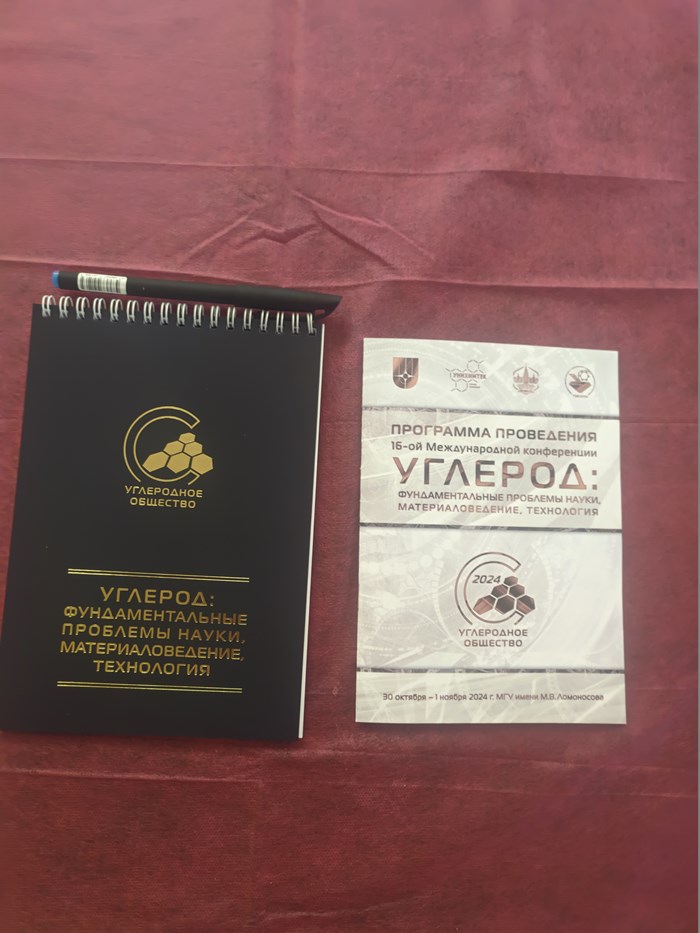 УГЛЕРОДНОЕ
ОБЩЕСТВО
УГЛЕРОД:
ФУНДАМЕНТАЛЬНЫЕ
ПРОБЛЕМЫ НАУКИ,
МАТЕРИАЛОВЕДЕНИЕ,
ТЕХНОЛОГИЯ
УНИХИМТЕК
ПРОГРАММА ПРОВЕДЕНИЯ
16-ой Международной конференции
УГЛЕРОД:
ФУНДАМЕНТАЛЬНЫЕ ПРОБЛЕМЫ НАУКИ,
МАТЕРИАЛОВЕДЕНИЕ, ТЕХНОЛОГИЯ
2024
УГЛЕРОДНОЕ
ОБЩЕСТВО
30 октября – 1 ноября 2024 г. МГУ имени М.В.Ломоносова